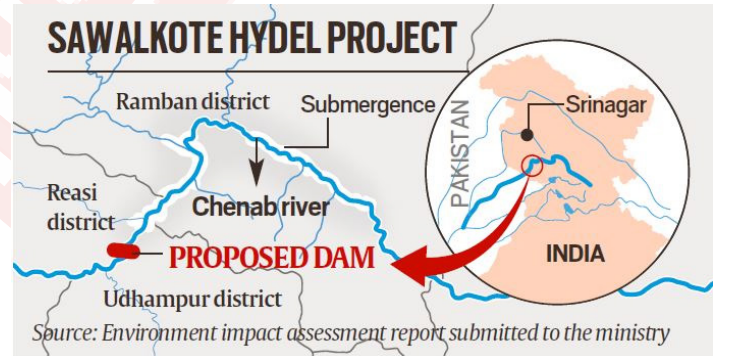 SAWALKOTE HYDEL PROJECT
Ramban district
Submergence
Srinagar
PAKISTAN
Reasi
district
Chenab river
PROPOSED DAM
INDIA
Udhampur district
Source: Environment impact assessment report submitted to the ministry